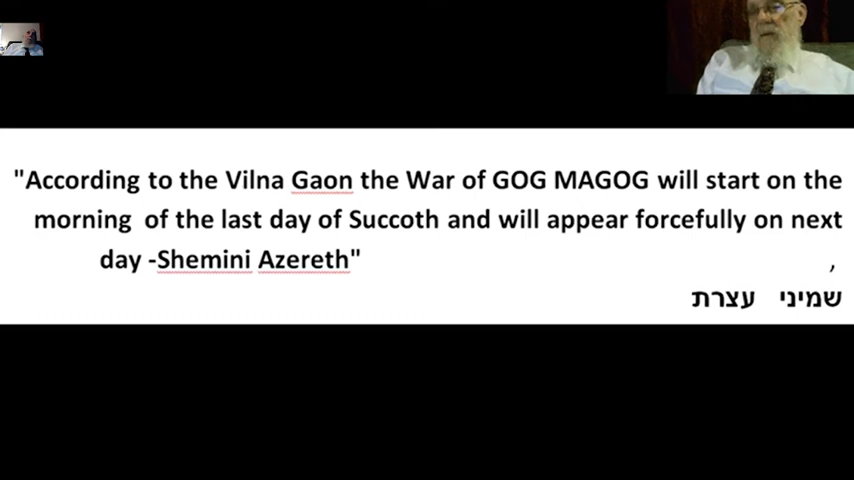 "According to the Vilna Gaon the War of GOG MAGOG will start on the
morning of the last day of Succoth and will appear forcefully on next
day -Shemini Azereth"
,
שמיני עצרת